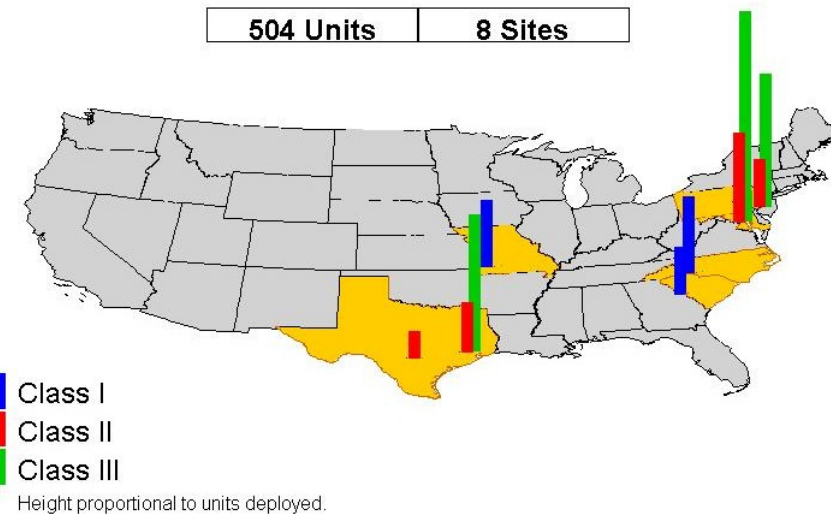 504 Units 8 Sites
Class I
Class II
Class III
Height proportional to units deployed.